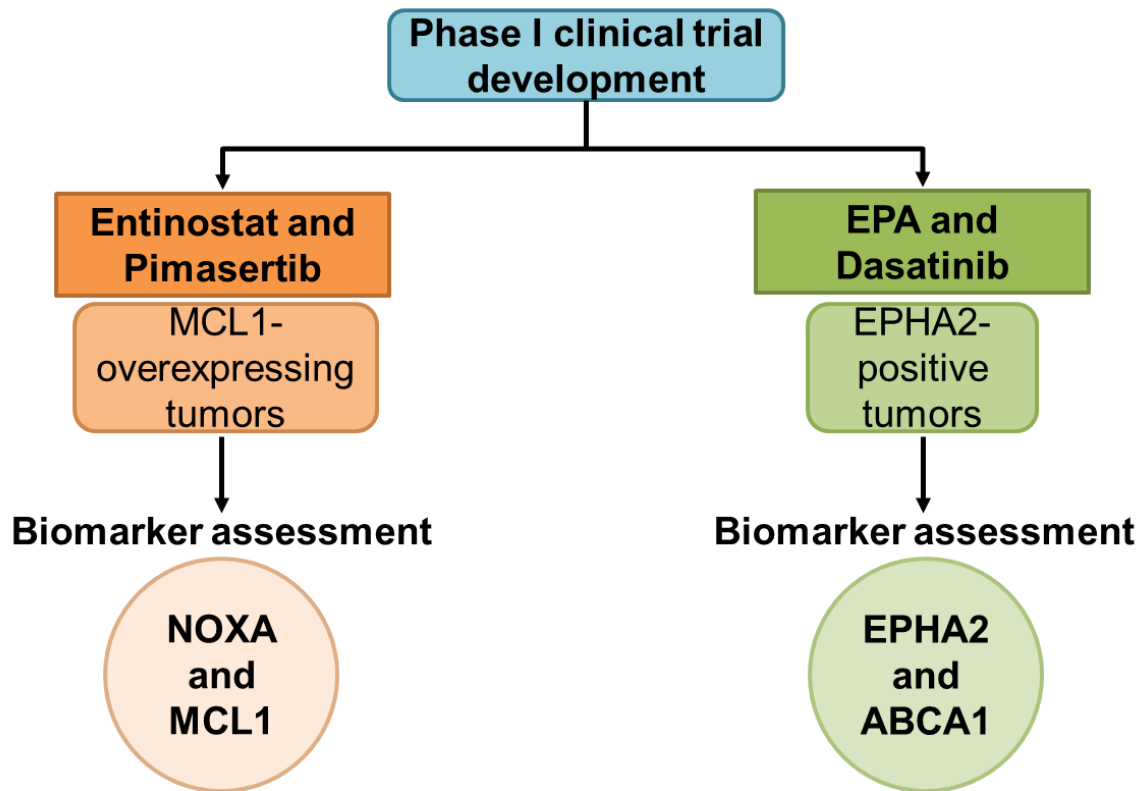 Phase I clinical trial
development
Entinostat and
Pimasertib
MCL1-
overexpressing
tumors
Biomarker assessment
NOXA
and
MCL1
EPA and
Dasatinib
EPHA2-
positive
tumors
Biomarker assessment
EPHA2
and
ABCA1